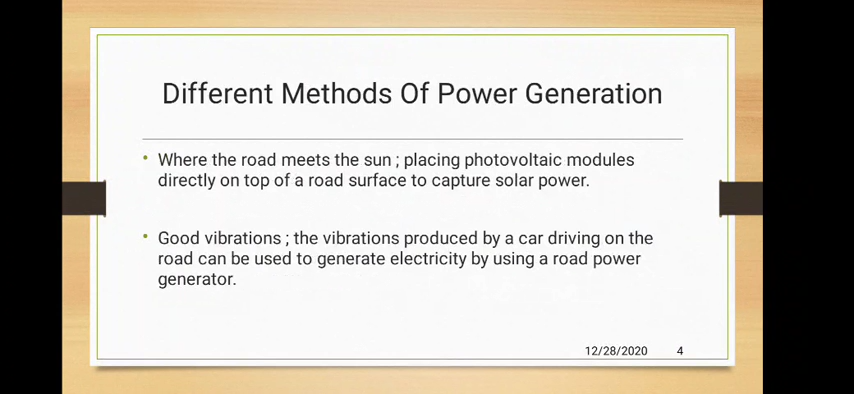 Different Methods Of Power Generation
• Where the road meets the sun ; placing photovoltaic modules
directly on top of a road surface to capture solar power.
• Good vibrations ; the vibrations produced by a car driving on the
road can be used to generate electricity by using a road power
generator.
12/28/2020 4